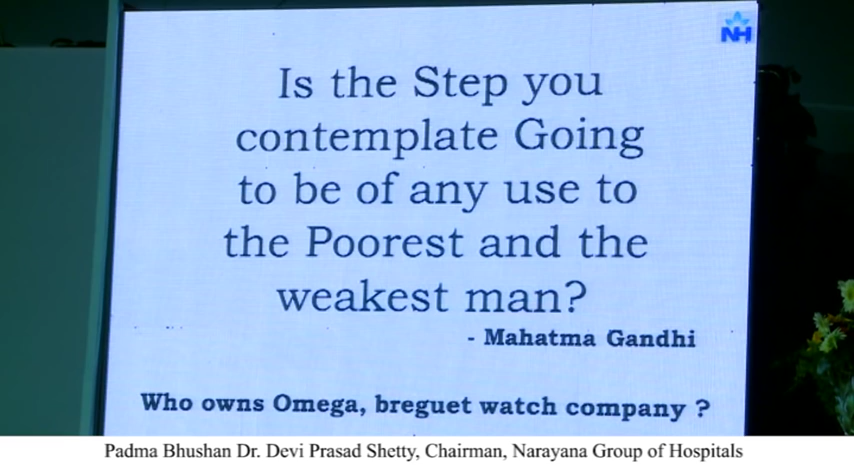 NH
Is the Step you
contemplate Going
to be of any use to
the Poorest and the
weakest man?
- Mahatma Gandhi
Who owns Omega, breguet watch company ?
Padma Bhushan Dr. Devi Prasad Shetty, Chairman, Narayana Group of Hospitals